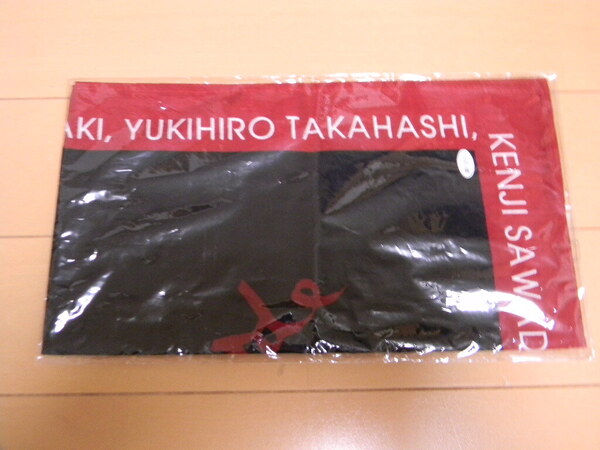 AKI, YUKIHIRO TAKAHASHI,
KENJI SAWAD